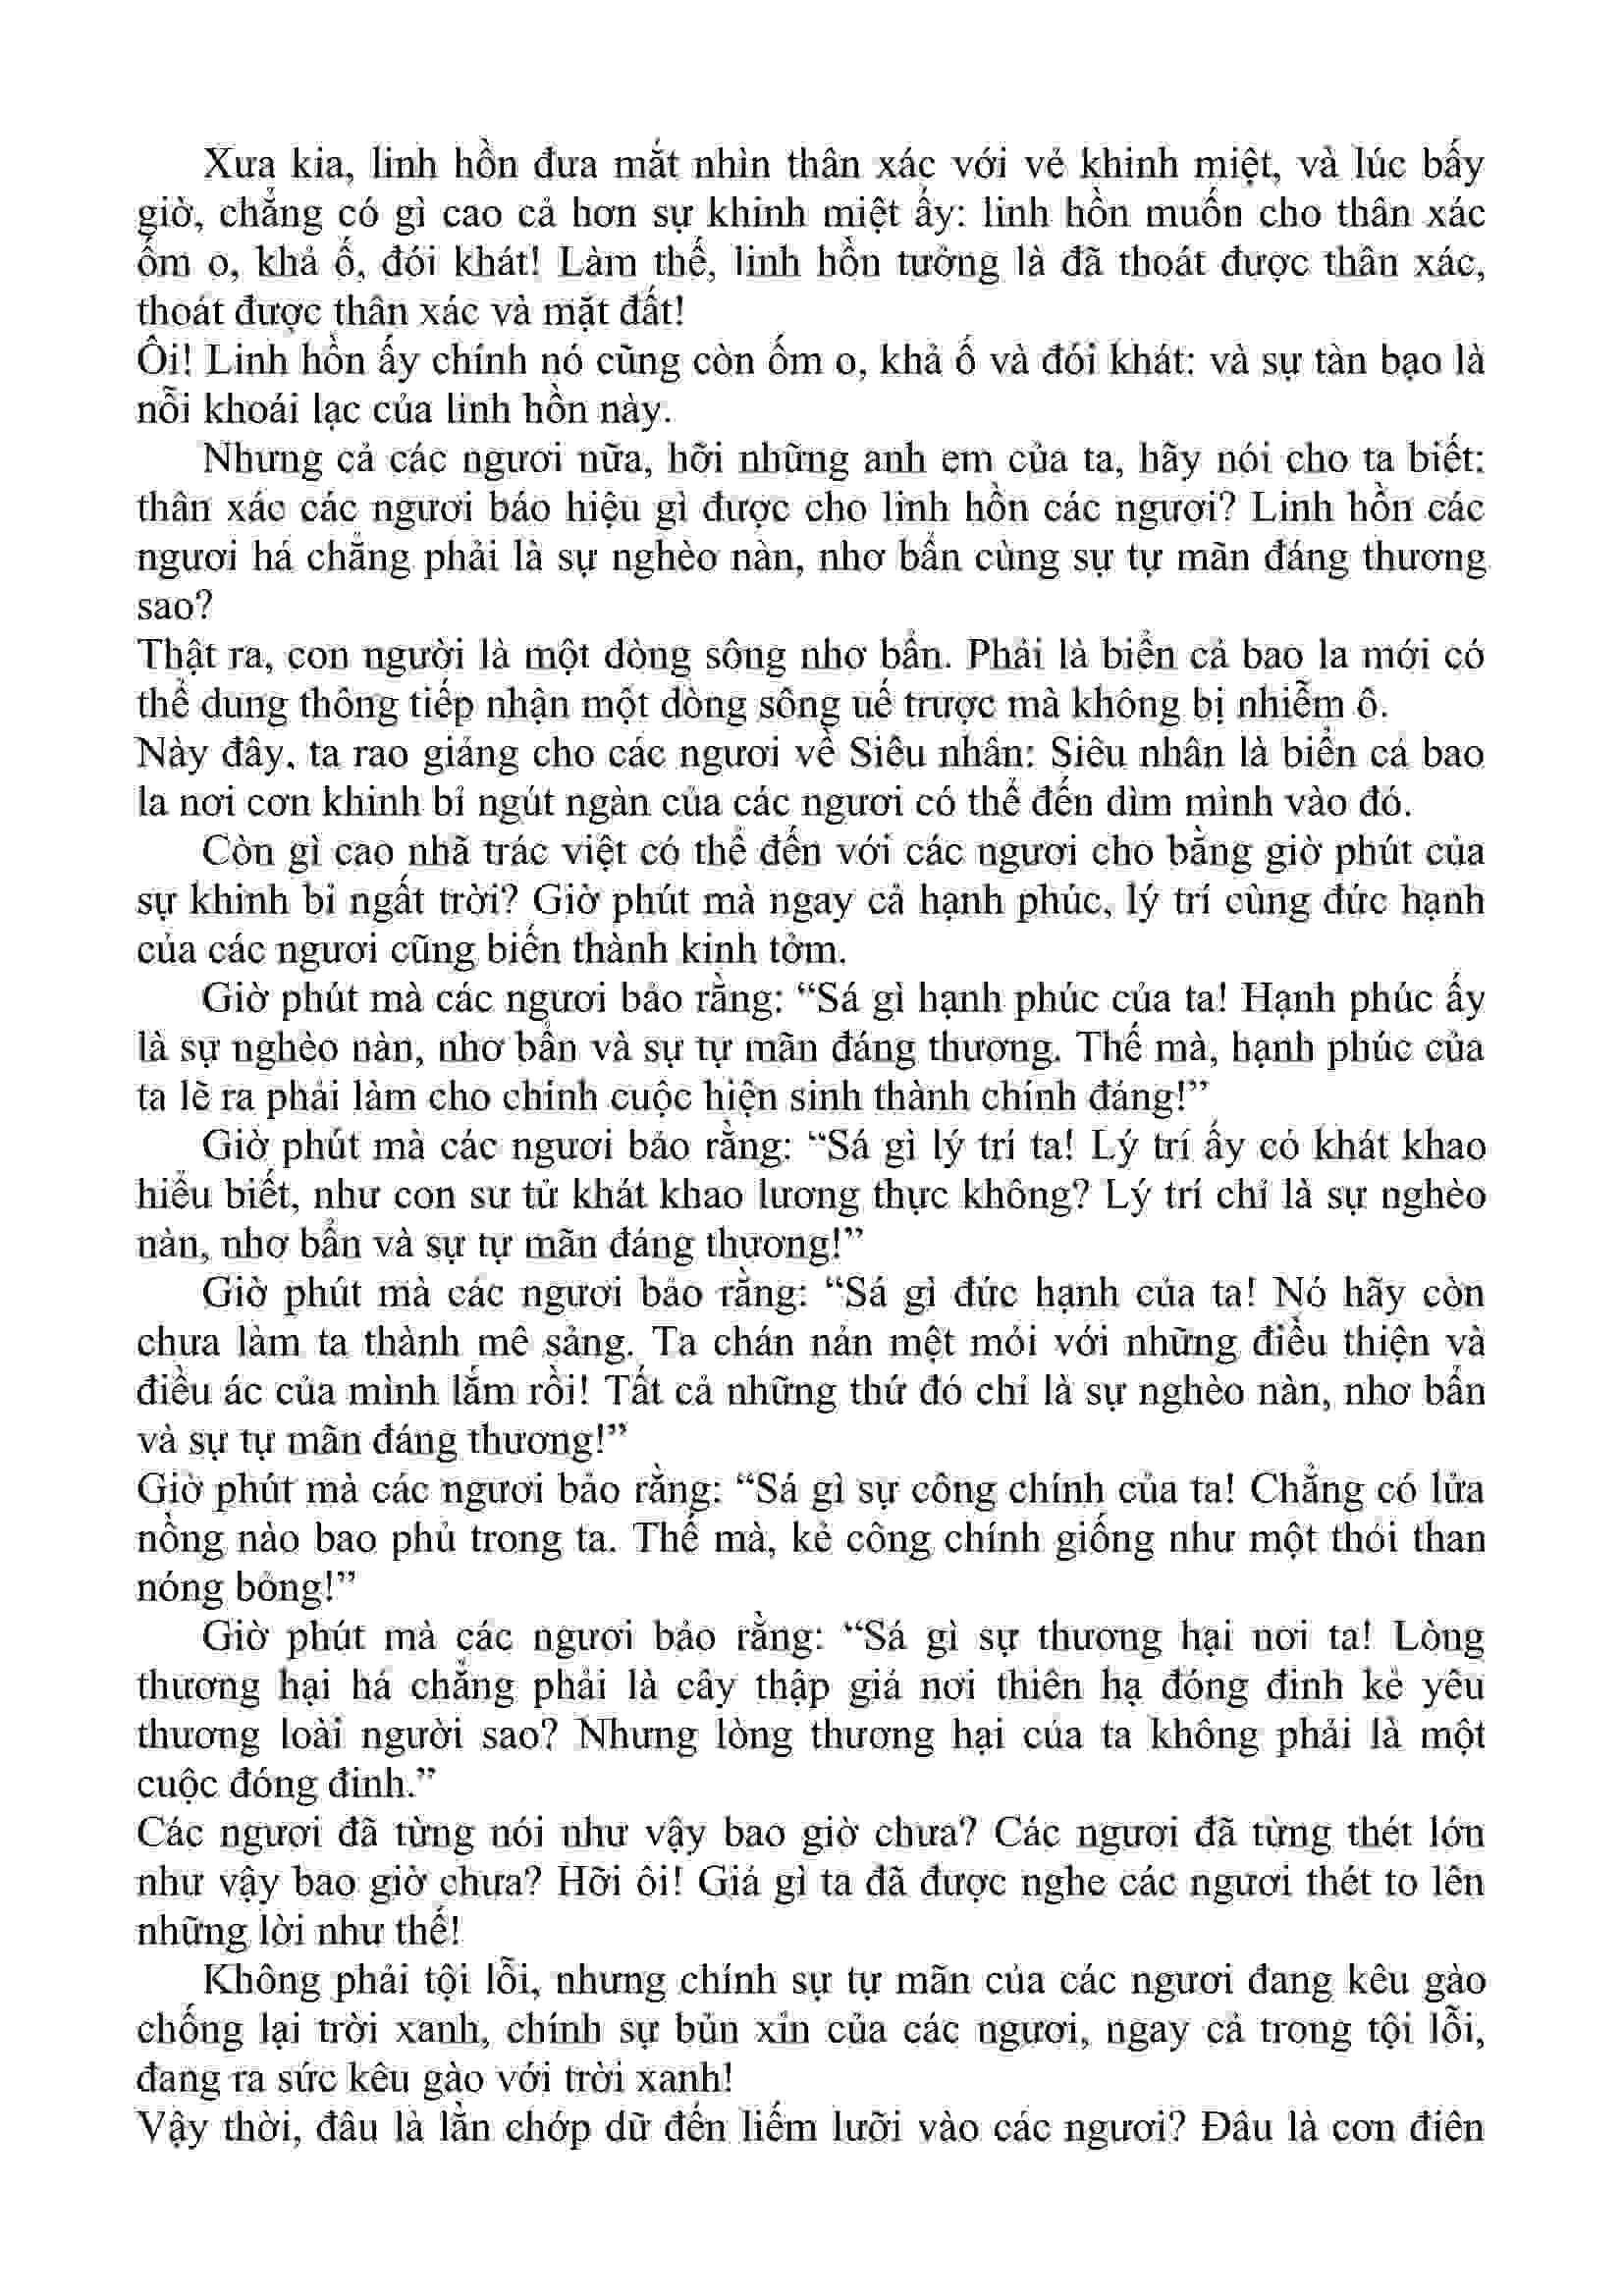 Xưa kia, linh hồn đưa mắt nhìn thân xác với vẻ khinh miệt, và lúc bấy
giờ, chẳng có gì cao cả hơn sự khinh miệt ấy: linh hồn muốn cho thân xác
ốm o, khả ố, đói khát! Làm thế, linh hồn tưởng là đã thoát được thân xác,
thoát được thân xác và mặt đất!
Ôi! Linh hồn ấy chính nó cũng còn ốm o, khả ố và đói khát: và sự tàn bạo là
nỗi khoái lạc của linh hồn này.
Nhưng cả các ngươi nữa, hỡi những anh em của ta, hãy nói cho ta biết:
thân xác các ngươi báo hiệu gì được cho linh hồn các ngươi? Linh hồn các
ngươi há chẳng phải là sự nghèo nàn, nhơ bẩn cùng sự tự mãn đáng thương
sao?
Thật ra, con người là một dòng sông nhơ bẩn. Phải là biển cả bao la mới có
thể dung thông tiếp nhận một dòng sông uế trược mà không bị nhiễm ô.
Này đây, ta rao giảng cho các ngươi về Siêu nhân: Siêu nhân là biển cả bao
la nơi cơn khinh bỉ ngút ngàn của các ngươi có thể đến dìm mình vào đó.
Còn gì cao nhã trác việt có thể đến với các ngươi cho bằng giờ phút của
sự khinh bỉ ngất trời? Giờ phút mà ngay cả hạnh phúc, lý trí cùng đức hạnh
của các ngươi cũng biến thành kinh tởm.
Giờ phút mà các ngươi bảo rằng: “Sá gì hạnh phúc của ta! Hạnh phúc ấy
là sự nghèo nàn, nhơ bẩn và sự tự mãn đáng thương. Thế mà, hạnh phúc của
ta lẽ ra phải làm cho chính cuộc hiện sinh thành chính đáng!”
Giờ phút mà các ngươi bảo rằng: “Sá gì lý trí ta! Lý trí ấy có khát khao
hiểu biết, như con sư tử khát khao lương thực không? Lý trí chỉ là sự nghèo
nàn, nhơ bẩn và sự tự mãn đáng thương!”
Giờ phút mà các ngươi bảo rằng: “Sá gì đức hạnh của ta! Nó hãy còn
chưa làm ta thành mê sảng. Ta chán nản mệt mỏi với những điều thiện và
điều ác của mình lắm rồi! Tất cả những thứ đó chỉ là sự nghèo nàn, nhơ bẩn
và sự tự mãn đáng thương!”
Giờ phút mà các ngươi bảo rằng: “Sá gì sự công chính của ta! Chẳng có lửa
nồng nào bao phủ trong ta. Thế mà, kẻ công chính giống như một thỏi than
nóng bỏng!”
Giờ phút mà các ngươi bảo rằng: “Sá gì sự thương hại nơi ta! Lòng
thương hại há chẳng phải là cây thập giá nơi thiên hạ đóng đinh kẻ yêu
thương loài người sao? Nhưng lòng thương hại của ta không phải là một
cuộc đóng đinh.”
Các ngươi đã từng nói như vậy bao giờ chưa? Các ngươi đã từng thét lớn
như vậy bao giờ chưa? Hỡi ôi! Giá gì ta đã được nghe các ngươi thét to lên
những lời như thế!
Không phải tội lỗi, nhưng chính sự tự mãn của các ngươi đang kêu gào
chống lại trời xanh, chính sự bủn xỉn của các ngươi, ngay cả trong tội lỗi,
đang ra sức kêu gào với trời xanh!
Vậy thời, đâu là lằn chớp dữ đến liếm lưỡi vào các ngươi? Đâu là cơn điên